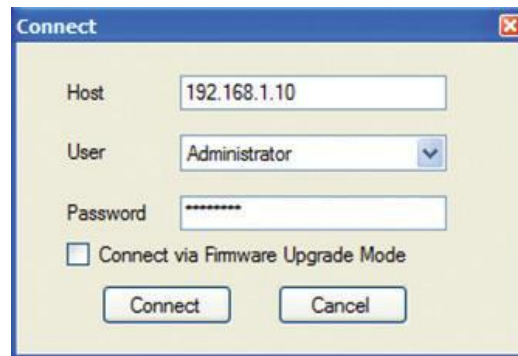 Connect
Host 192.168.1.10
User Administrator
Password ********
Connect via Firmware Upgrade Mode
Connect Cancel